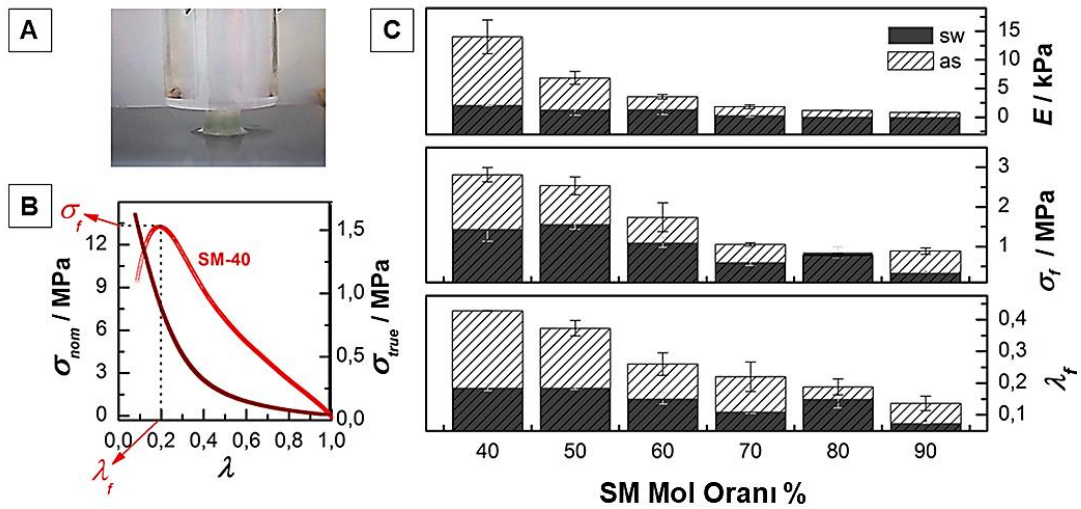 A
B
σf
σnom / MPa
12
9
6
3
0
SM-40
1,5
1,0
0,5
0,0
σtrue / MPa
0,0 0,2 0,4 0,6 0,8 1,0
λf
λ
C
sw
as
15
10
5
0
E / kPa
3
2
1
σf / MPa
0,4
0,3
0,2
0,1
λf
40 50 60 70 80 90
SM Mol Oranı %